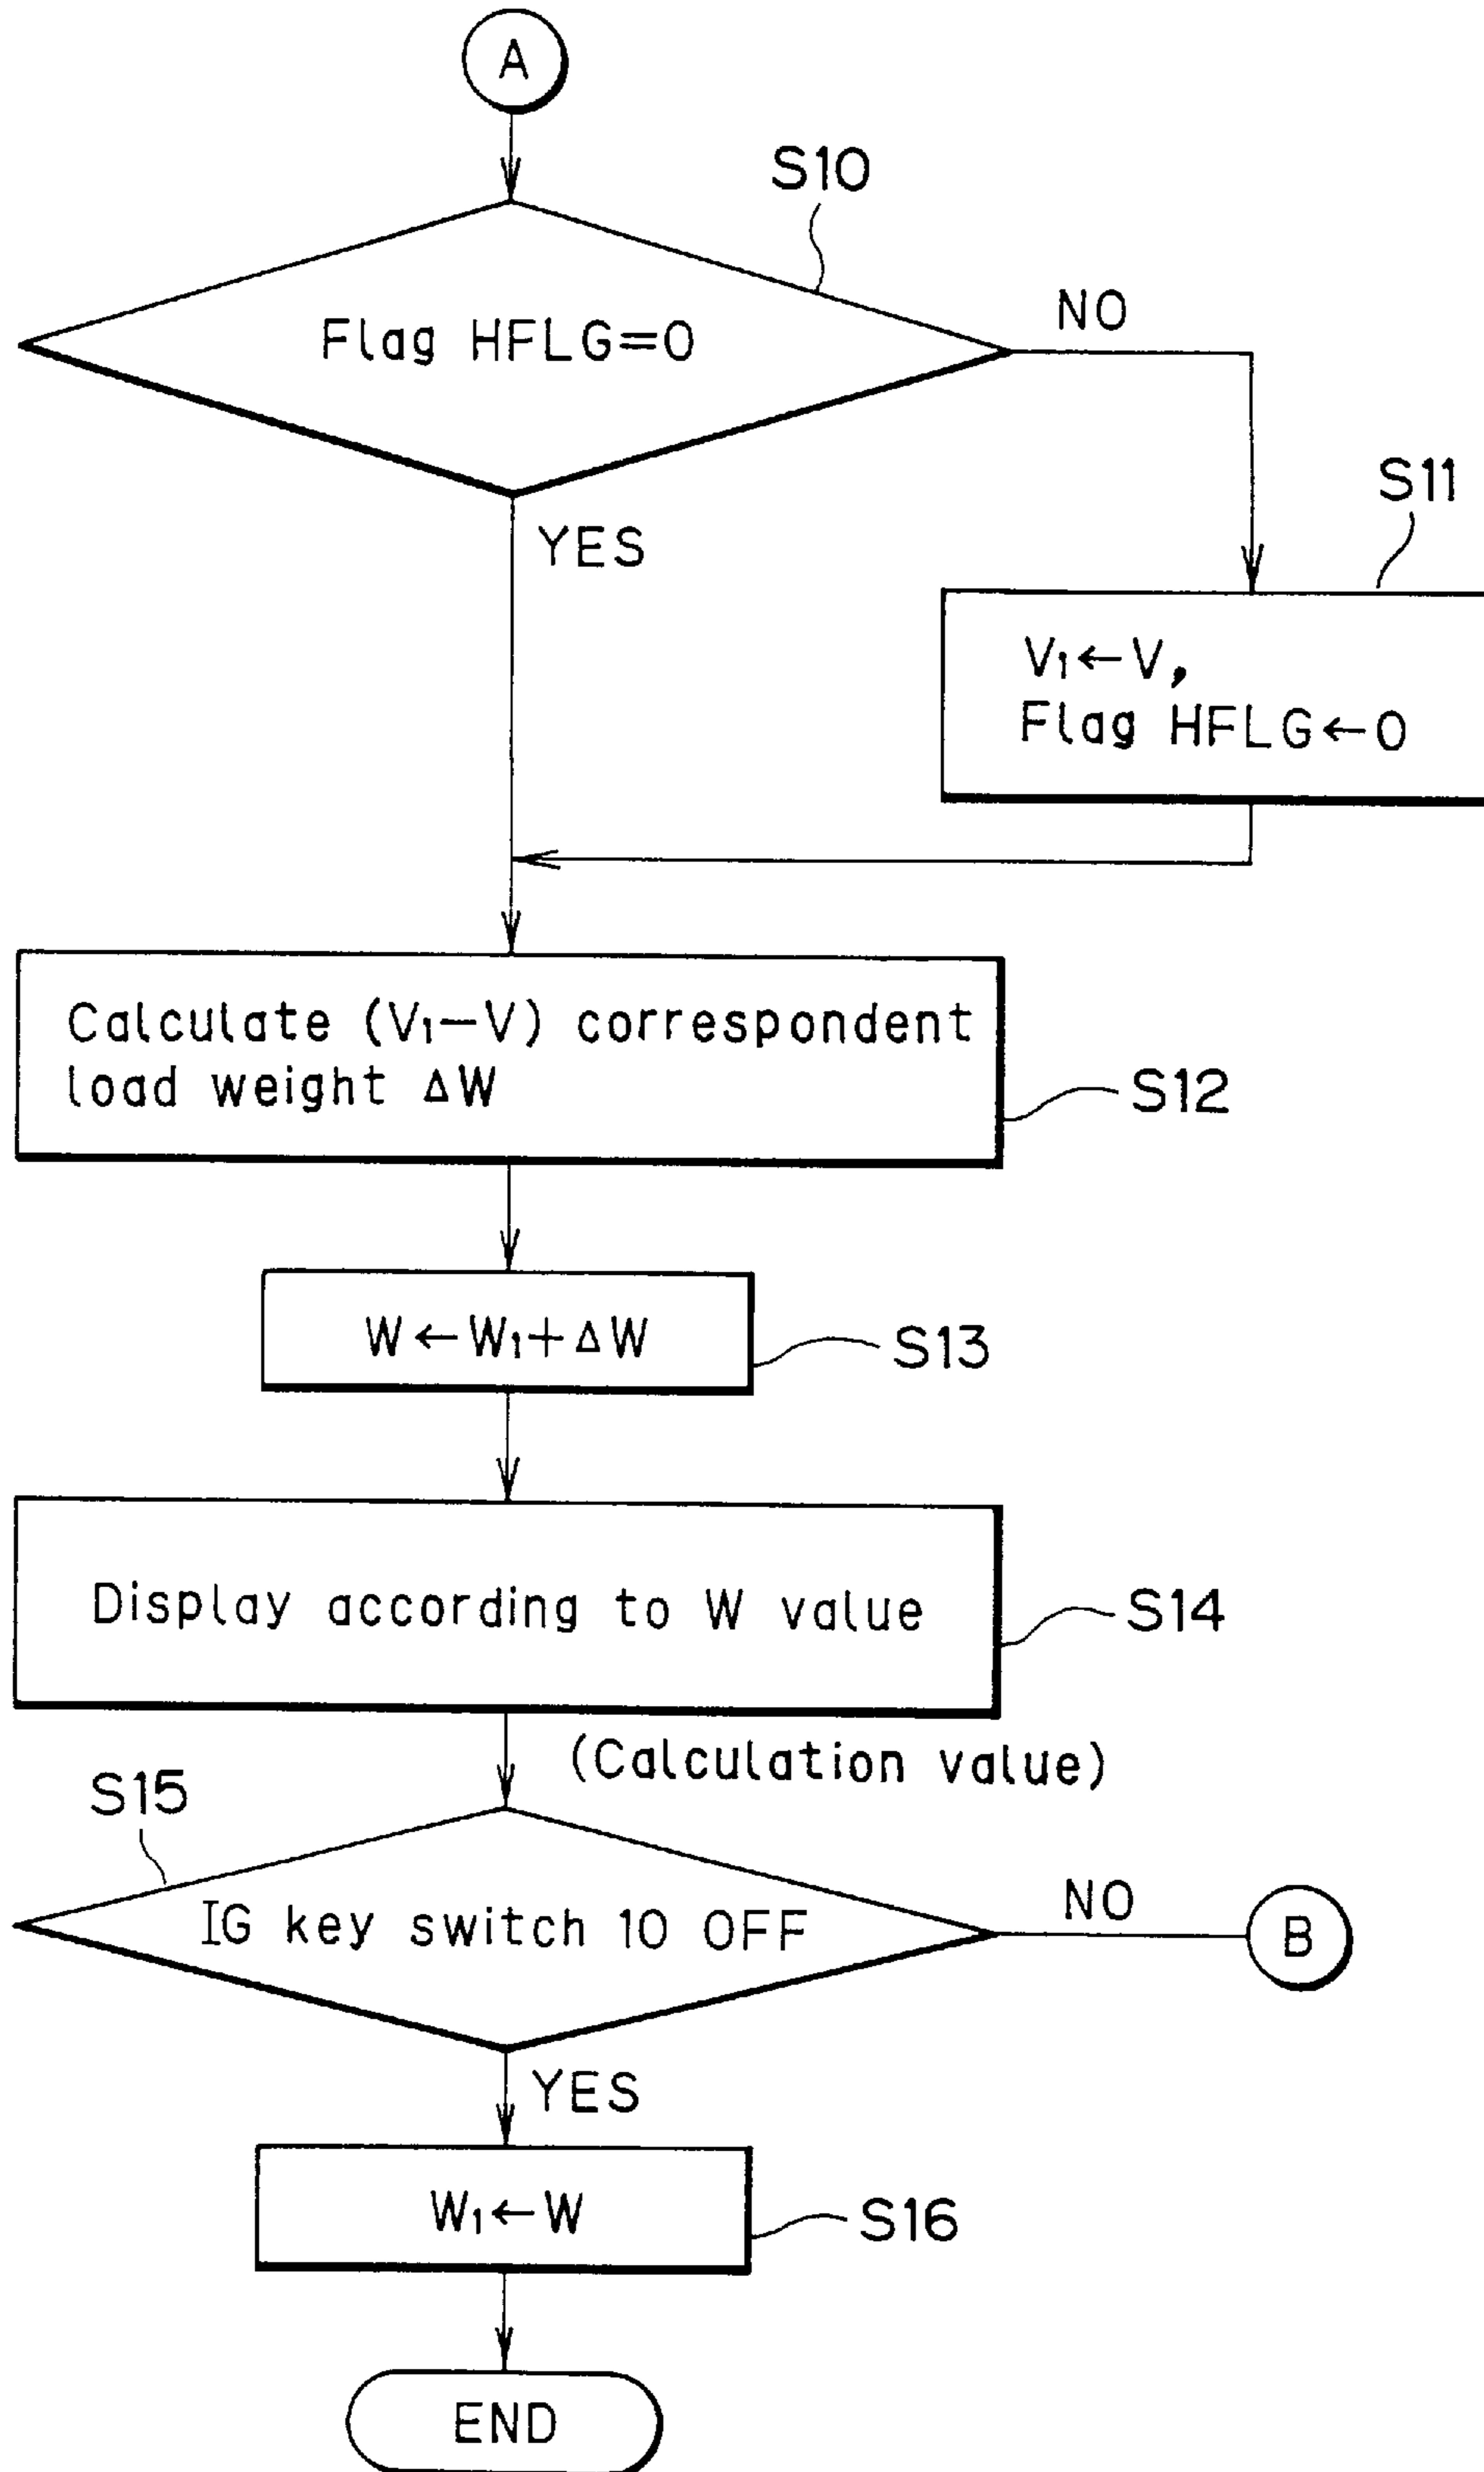 A
S10
Flag HFLG=0
NO
YES
S11
V₁←V,
Flag HFLG←0
Calculate (V₁−V) correspondent
load weight ΔW
S12
W←W₁+ΔW
S13
Display according to W value
S14
(Calculation value)
S15
IG key switch 10 OFF
NO
B
YES
W₁←W
S16
END